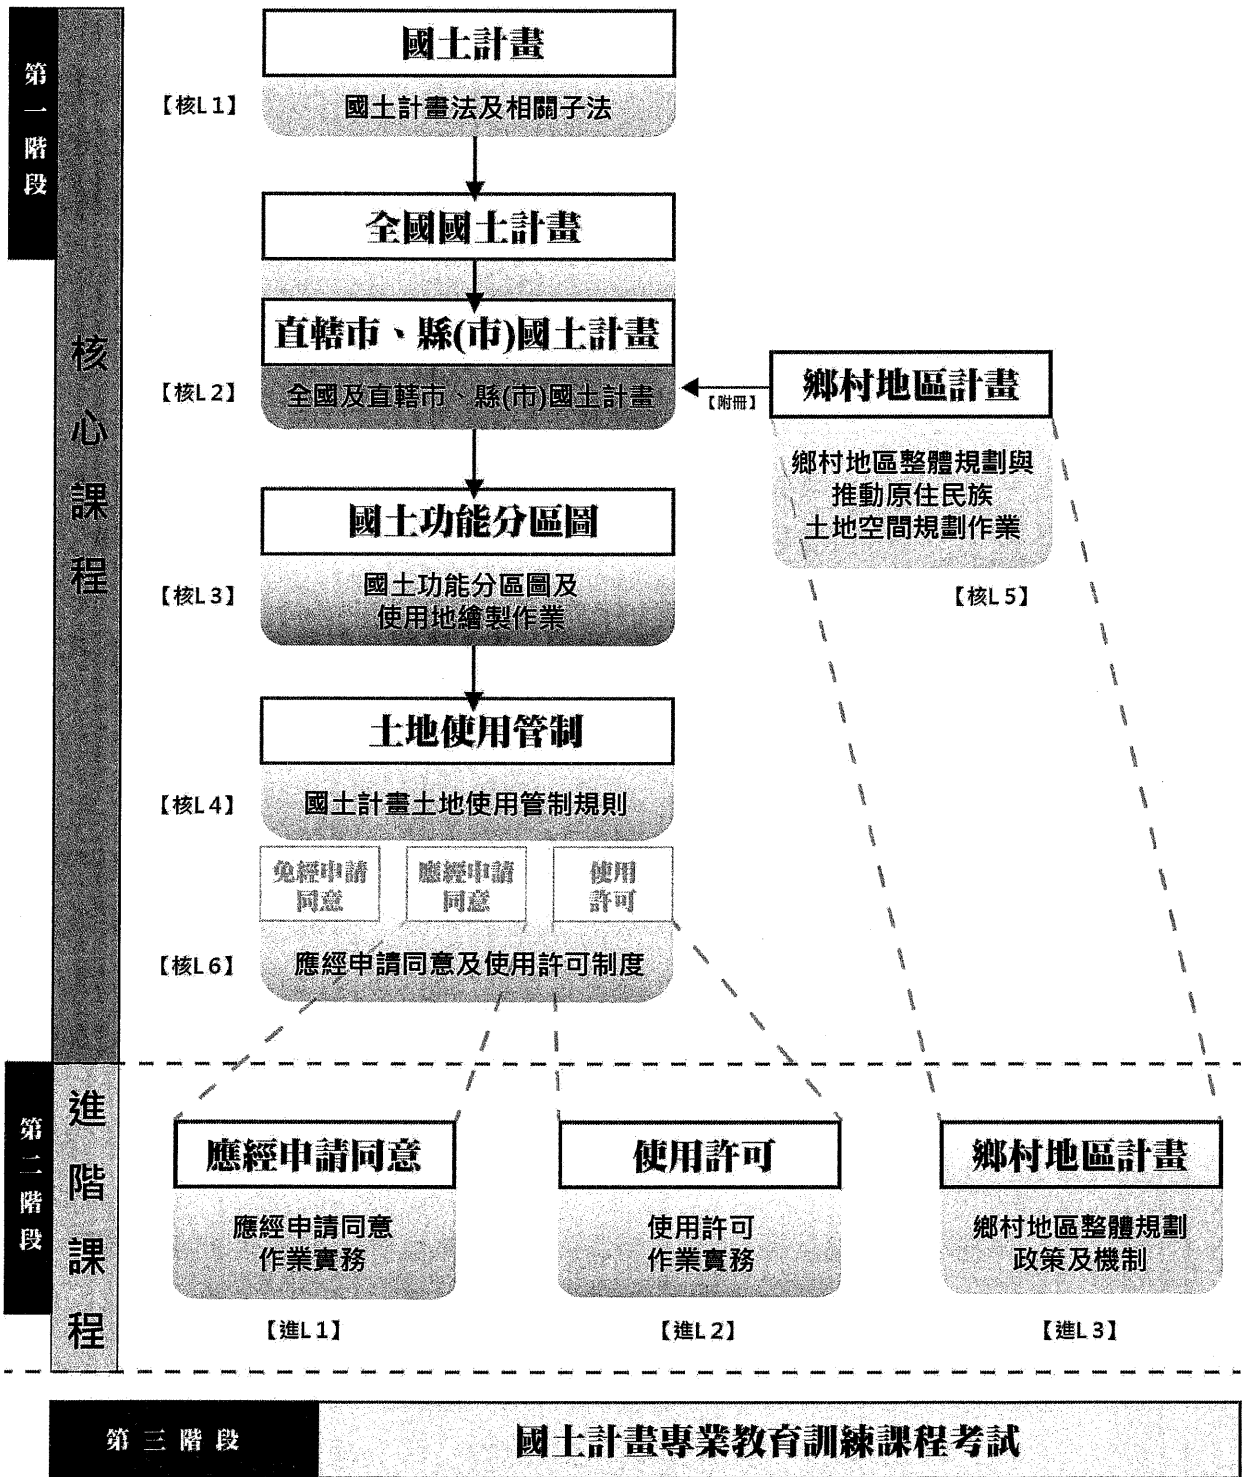 第一階段
核心課程
國土計畫
【核L1】
國土計畫法及相關子法
全國國土計畫
直轄市、縣(市)國土計畫
【核L2】
全國及直轄市、縣(市)國土計畫
【附冊】
鄉村地區計畫
鄉村地區整體規劃與
推動原住民族
土地空間規劃作業
【核L5】
國土功能分區圖
【核L3】
國土功能分區圖及
使用地繪製作業
土地使用管制
【核L4】
國土計畫土地使用管制規則
免經申請
同意
應經申請
同意
使用
許可
【核L6】
應經申請同意及使用許可制度
第二階段
進階課程
應經申請同意
應經申請同意
作業實務
【進L1】
使用許可
使用許可
作業實務
【進L2】
鄉村地區計畫
鄉村地區整體規劃
政策及機制
【進L3】
第三階段
國土計畫專業教育訓練課程考試